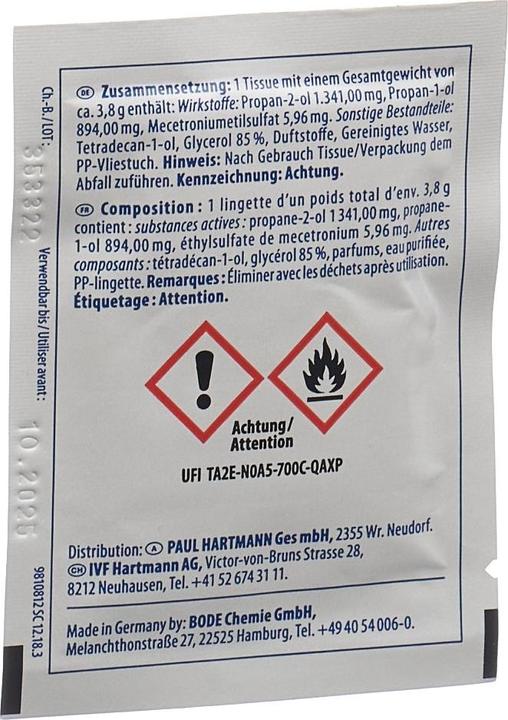 DE Zusammensetzung: 1 Tissue mit einem Gesamtgewicht von
ca. 3,8 g enthält: Wirkstoffe: Propan-2-ol 1.341,00 mg, Propan-1-ol
894,00 mg, Mecetroniumetilsulfat 5,96 mg. Sonstige Bestandteile:
Tetradecan-1-ol, Glycerol 85 %, Duftstoffe, Gereinigtes Wasser,
PP-Vliestuch. Hinweis: Nach Gebrauch Tissue/Verpackung dem
Abfall zuführen. Kennzeichnung: Achtung.
FR Composition : 1 lingette d'un poids total d'env. 3,8 g
contient : substances actives : propane-2-ol 1 341,00 mg, propane-
1-ol 894,00 mg, éthylsulfate de mecetronium 5,96 mg. Autres
composants : tétradécan-1-ol, glycérol 85 %, parfums, eau purifiée,
PP-lingette. Remarques : Éliminer avec les déchets après utilisation.
Étiquetage : Attention.
Achtung/
Attention
UFI TA2E-N0A5-700C-QAXP
Distribution: A PAUL HARTMANN Ges mbH, 2355 Wr. Neudorf.
CH IVF Hartmann AG, Victor-von-Bruns Strasse 28,
8212 Neuhausen, Tel. +41 52 674 31 11.
Made in Germany by: BODE Chemie GmbH,
Melanchthonstraße 27, 22525 Hamburg, Tel. +49 40 54 006-0.
Ch.-B./LOT:
353322
Verwendbar bis/Utiliser avant:
10.2025
9810812 SC 12.18.3